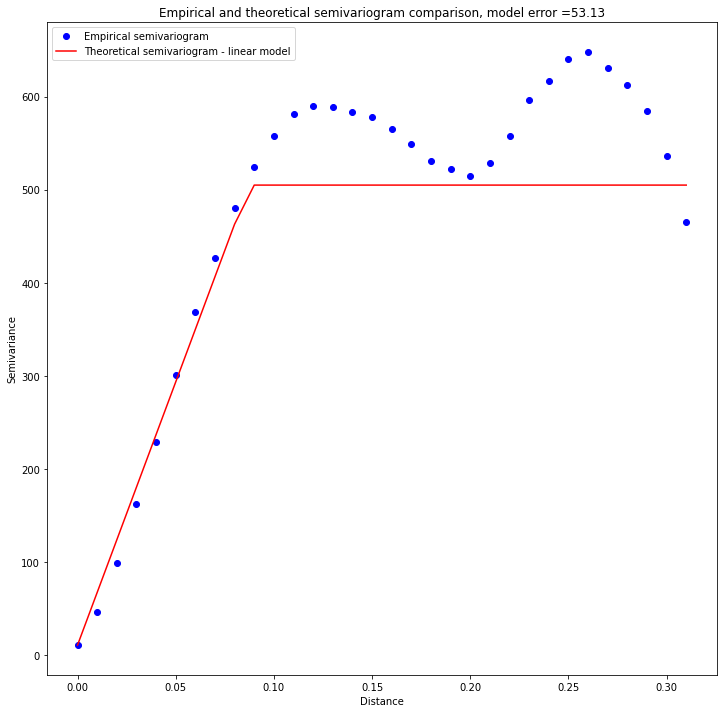 Empirical and theoretical semivariogram comparison, model error =53.13
Empirical semivariogram
Theoretical semivariogram - linear model
600
500
400
300
200
100
0
Semivariance
0.00 0.05 0.10 0.15 0.20 0.25 0.30
Distance